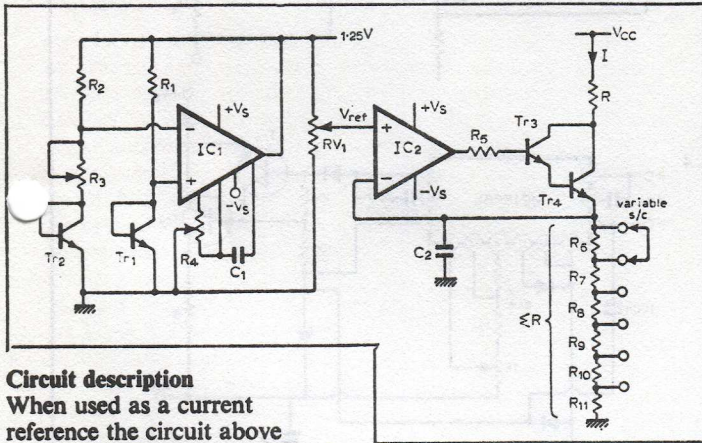 1·25V
VCC
I
R2
R1
R
+VS
Vref
+VS
Tr3
−
IC1
+
−VS
RV1
+
IC2
−
−VS
R5
Tr4
variable
s/c
R3
Tr2
Tr1
R4
C1
C2
ΣR
R6
R7
R8
R9
R10
R11
Circuit description
When used as a current
reference the circuit above